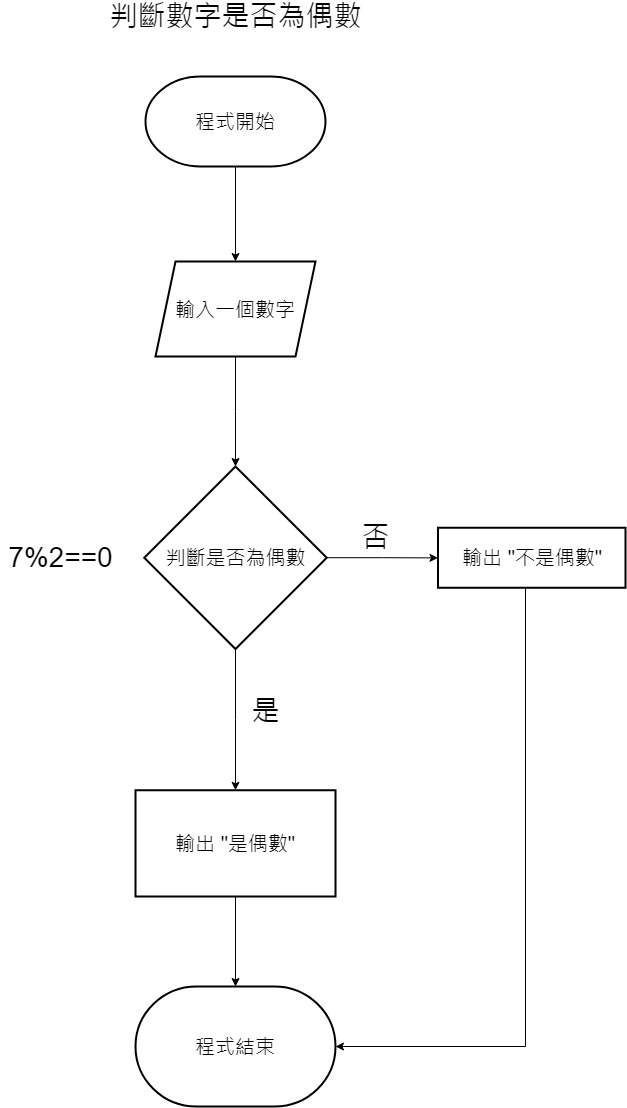 判斷數字是否為偶數
程式開始
輸入一個數字
7%2==0
判斷是否為偶數
否
輸出 "不是偶數"
是
輸出 "是偶數"
程式結束